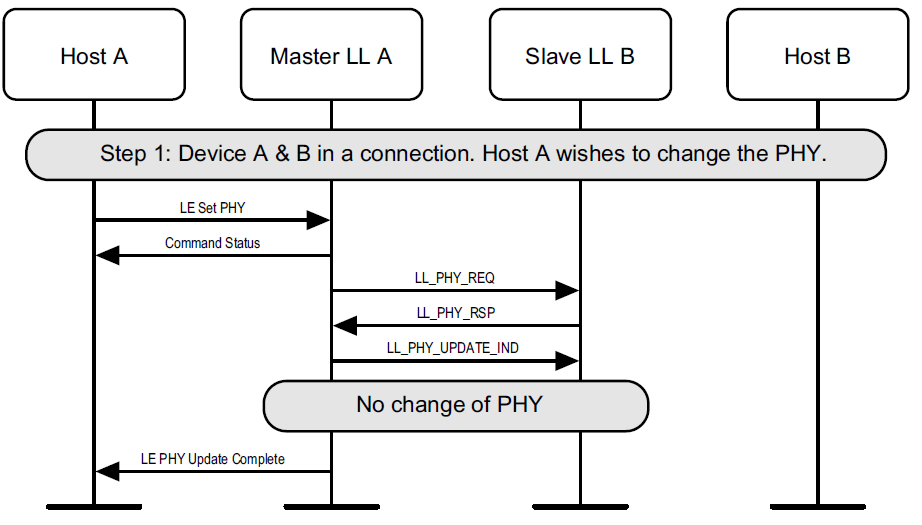 Host A
Master LL A
Slave LL B
Host B
Step 1: Device A & B in a connection. Host A wishes to change the PHY.
LE Set PHY
Command Status
LL_PHY_REQ
LL_PHY_RSP
LL_PHY_UPDATE_IND
No change of PHY
LE PHY Update Complete